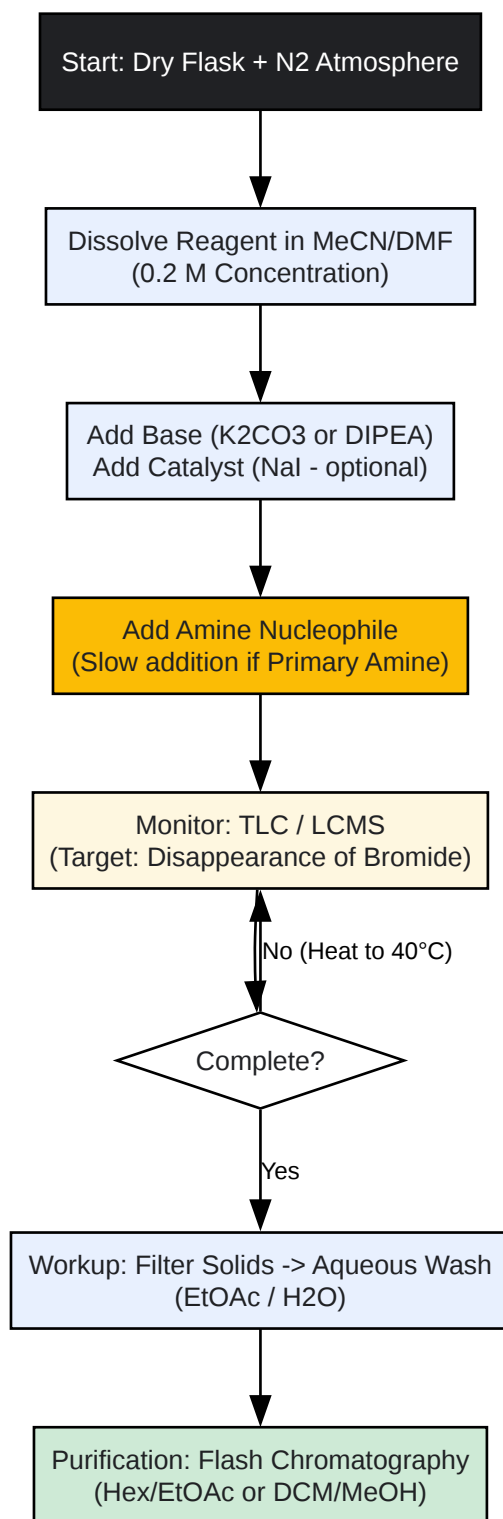 Start: Dry Flask + N2 Atmosphere
Dissolve Reagent in MeCN/DMF
(0.2 M Concentration)
Add Base (K2CO3 or DIPEA)
Add Catalyst (NaI - optional)
Add Amine Nucleophile
(Slow addition if Primary Amine)
Monitor: TLC / LCMS
(Target: Disappearance of Bromide)
No (Heat to 40°C)
Complete?
Yes
Workup: Filter Solids -> Aqueous Wash
(EtOAc / H2O)
Purification: Flash Chromatography
(Hex/EtOAc or DCM/MeOH)